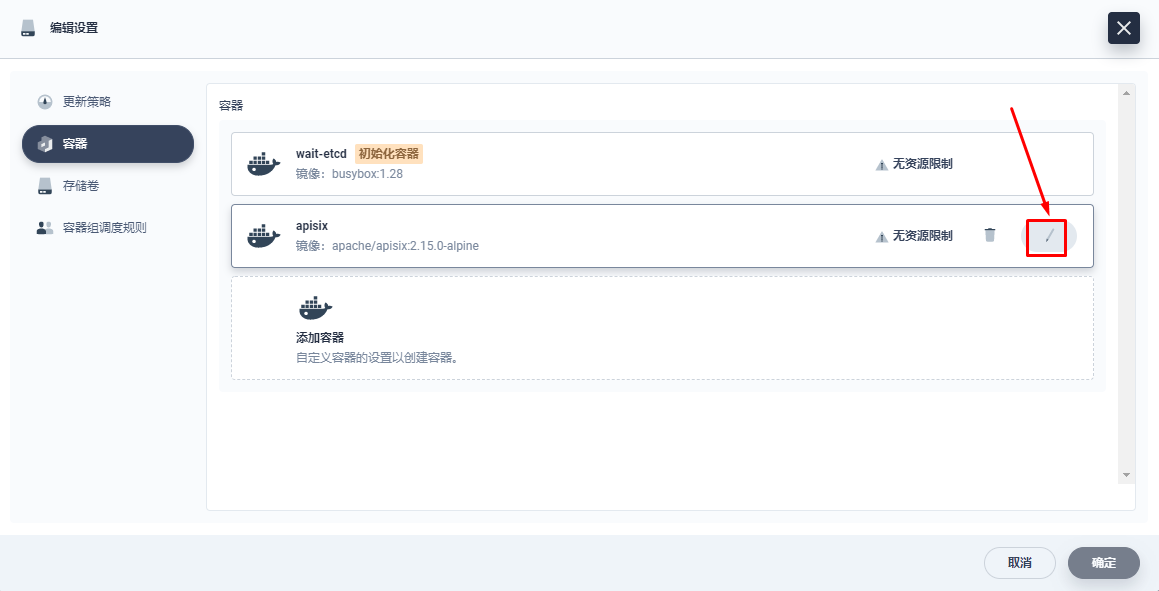 编辑设置
更新策略
容器
存储卷
容器组调度规则
容器
wait-etcd 初始化容器
镜像：busybox:1.28
无资源限制
apisix
镜像：apache/apisix:2.15.0-alpine
无资源限制
添加容器
自定义容器的设置以创建容器。
取消
确定